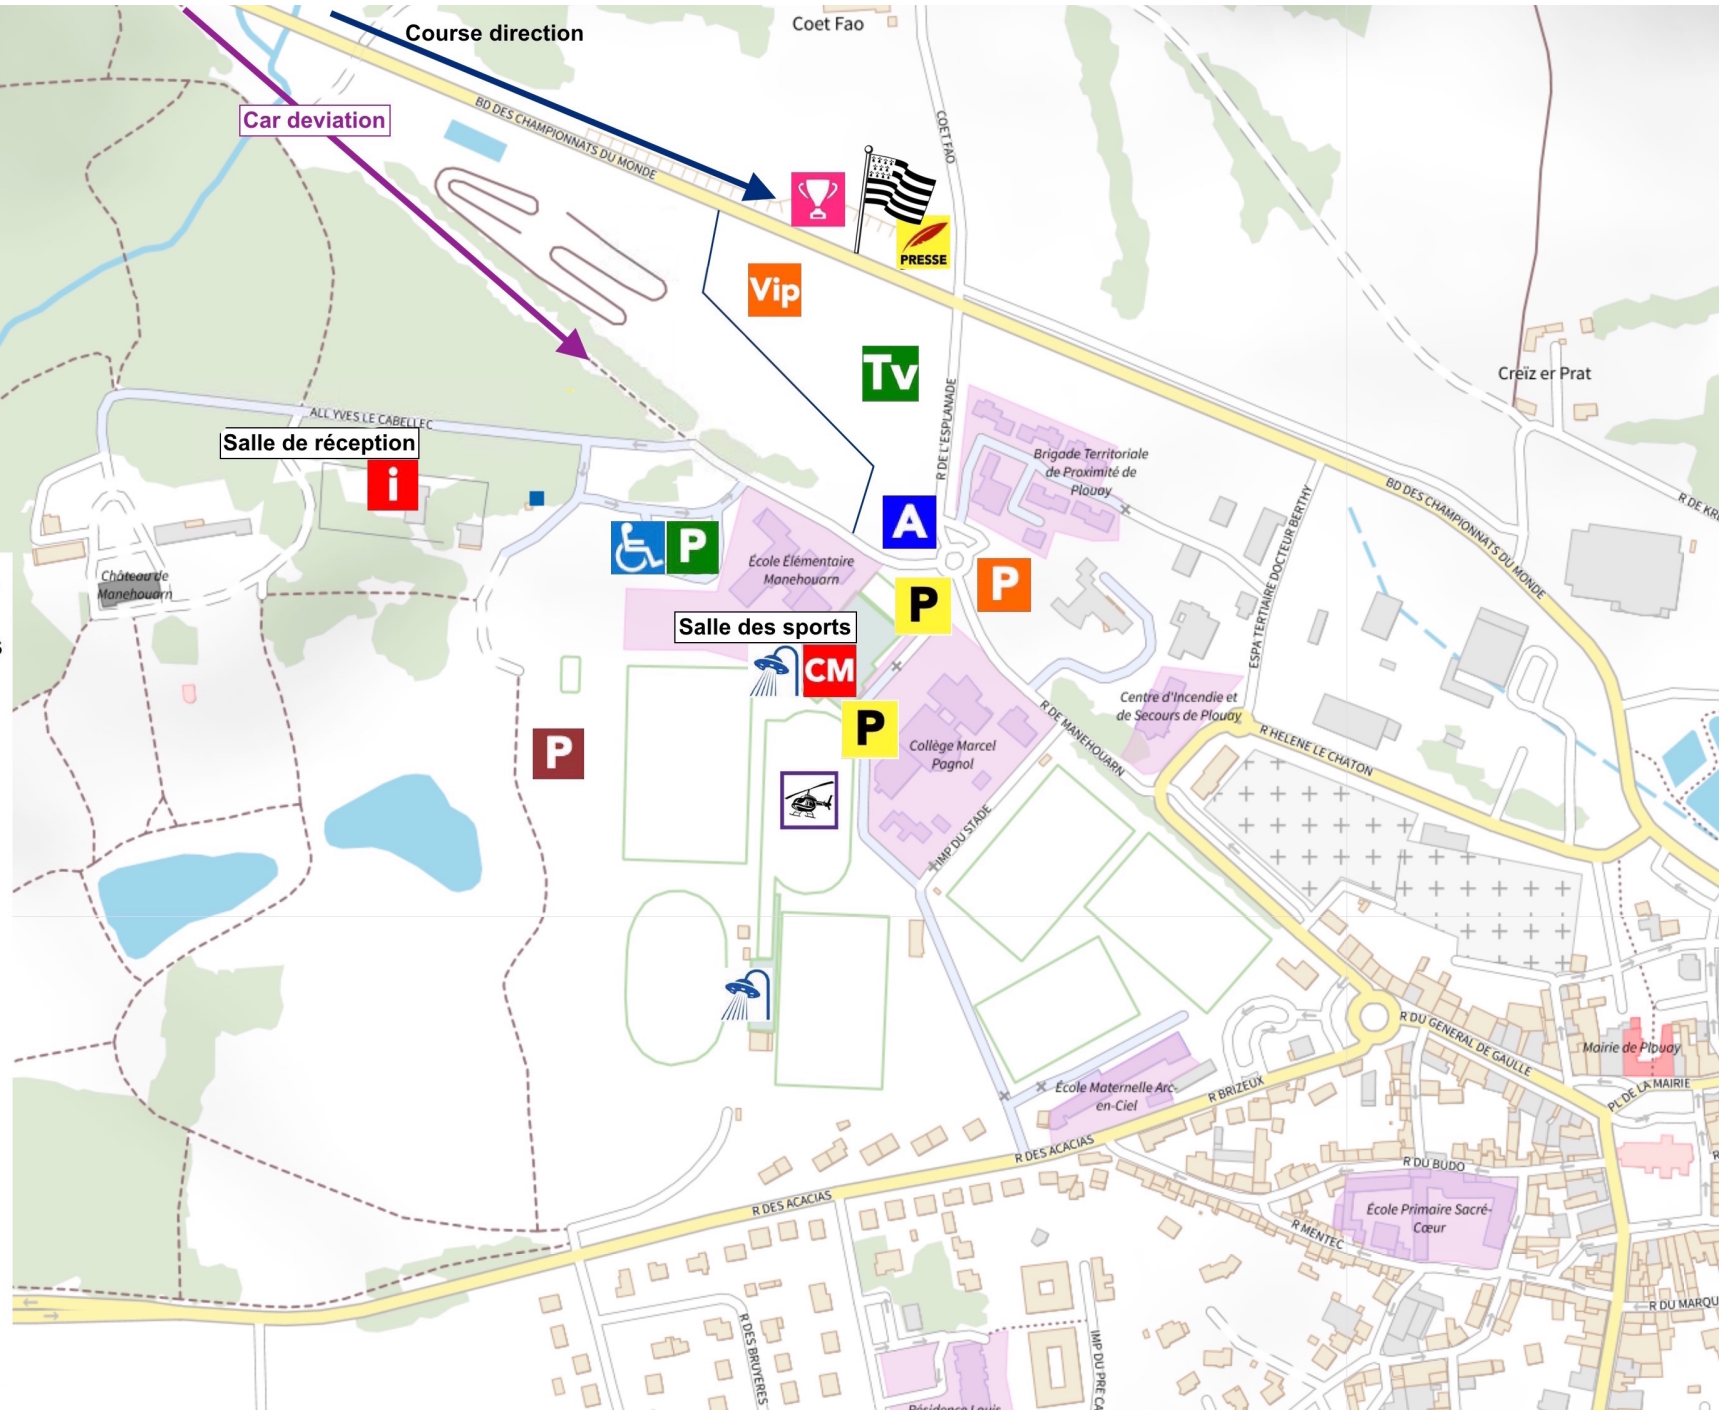 Coet Fao
Course direction
BD DES CHAMPIONNATS DU MONDE
Car deviation
COET FAO
PRESSE
Vip
Tv
Creïz er Prat
ALL YVES LE CABELLEC
Salle de réception
i
R DE L'ESPLANADE
Brigade Territoriale
de Proximité de
Plouay
BD DES CHAMPIONNATS DU MONDE
ESPA TERTIAIRE DOCTEUR BERTHY
A
P
École Élémentaire
Manehouarn
P
P
Château de
Manehouarn
Salle des sports
CM
P
P
Collège Marcel
Pagnol
R DE MANEHOUARN
Centre d'Incendie et
de Secours de Plouay
R HELENE LE CHATON
IMP DU STADE
R DU GENERAL DE GAULLE
Mairie de Plouay
PL DE LA MAIRIE
École Maternelle Arc-
en-Ciel
R BRIZEUX
R DES ACACIAS
R DES ACACIAS
R DU BUDO
École Primaire Sacré-
Cœur
R MENTEC
R DES BRUYERES
IMP DU PRE CA
R DU MARQU
Résidence Louis